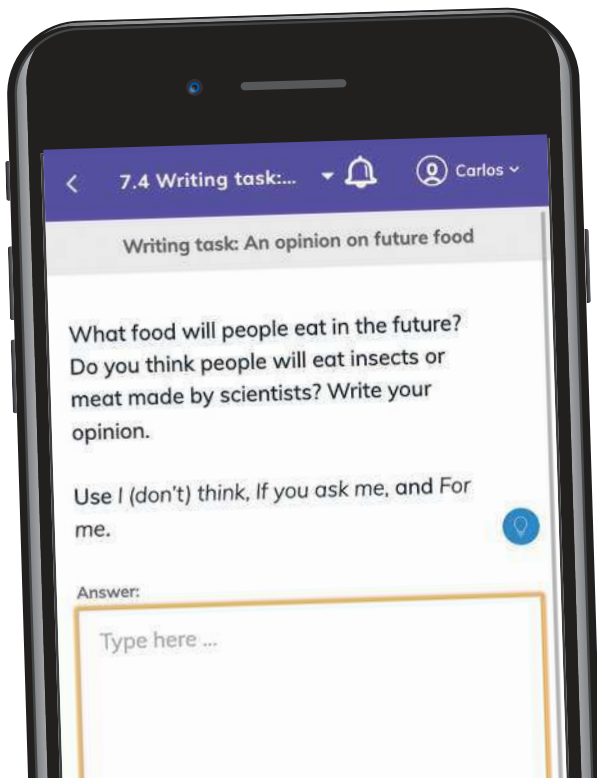 7.4 Writing task:...
Carlos
Writing task: An opinion on future food
What food will people eat in the future?
Do you think people will eat insects or
meat made by scientists? Write your
opinion.
Use I (don't) think, If you ask me, and For
me.
Answer:
Type here ...